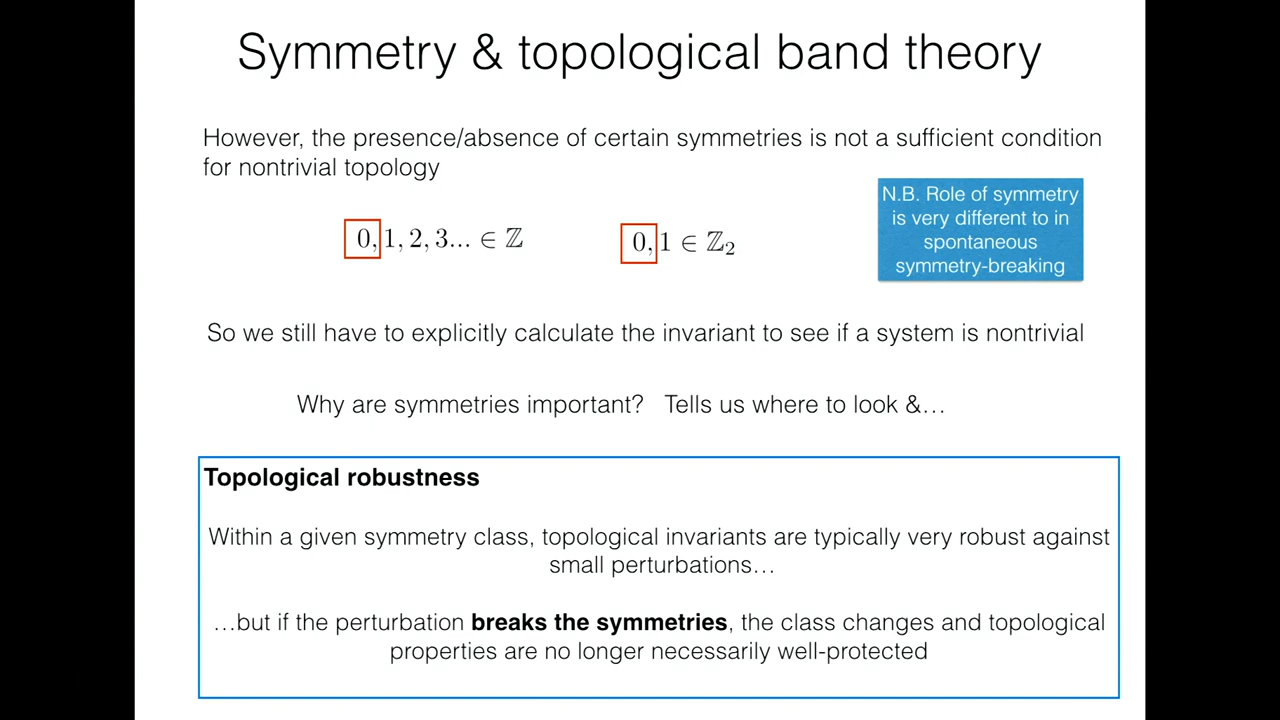 Symmetry & topological band theory
However, the presence/absence of certain symmetries is not a sufficient condition
for nontrivial topology
0, 1, 2, 3... ∈ ℤ
0, 1 ∈ ℤ₂
N.B. Role of symmetry
is very different to in
spontaneous
symmetry-breaking
So we still have to explicitly calculate the invariant to see if a system is nontrivial
Why are symmetries important? Tells us where to look &…
Topological robustness
Within a given symmetry class, topological invariants are typically very robust against
small perturbations…
…but if the perturbation breaks the symmetries, the class changes and topological
properties are no longer necessarily well-protected